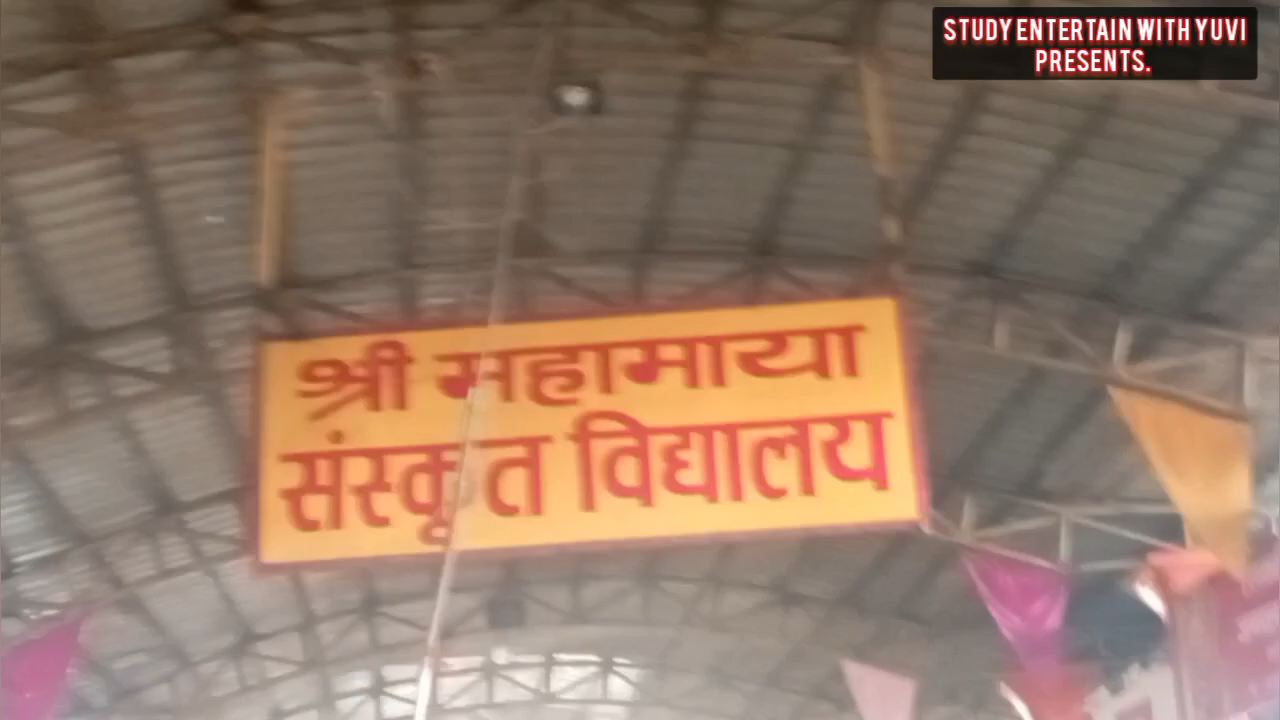 STUDY ENTERTAIN WITH YUVI
PRESENTS.
श्री महामाया
संस्कृत विद्यालय